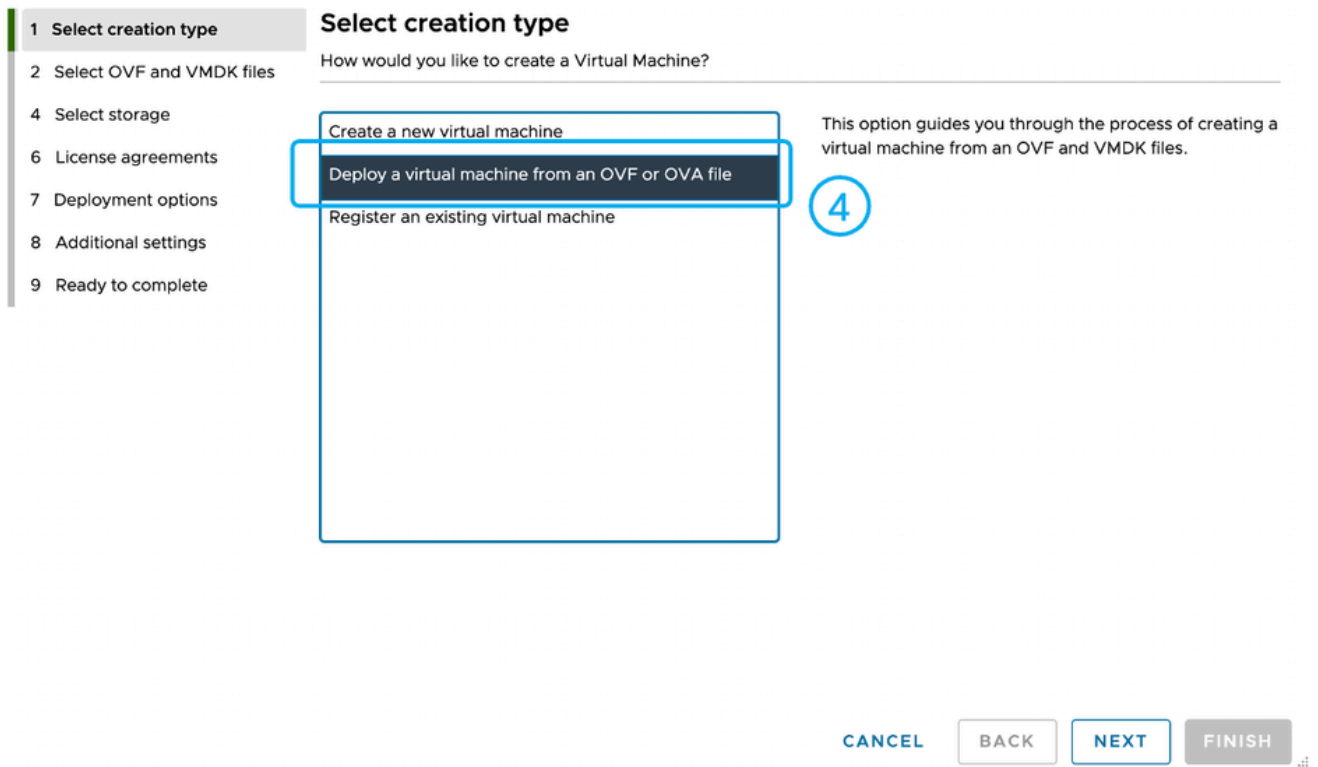 1 Select creation type
2 Select OVF and VMDK files
4 Select storage
6 License agreements
7 Deployment options
8 Additional settings
9 Ready to complete
Select creation type
How would you like to create a Virtual Machine?
Create a new virtual machine
Deploy a virtual machine from an OVF or OVA file
Register an existing virtual machine
This option guides you through the process of creating a
virtual machine from an OVF and VMDK files.
4
CANCEL BACK NEXT FINISH